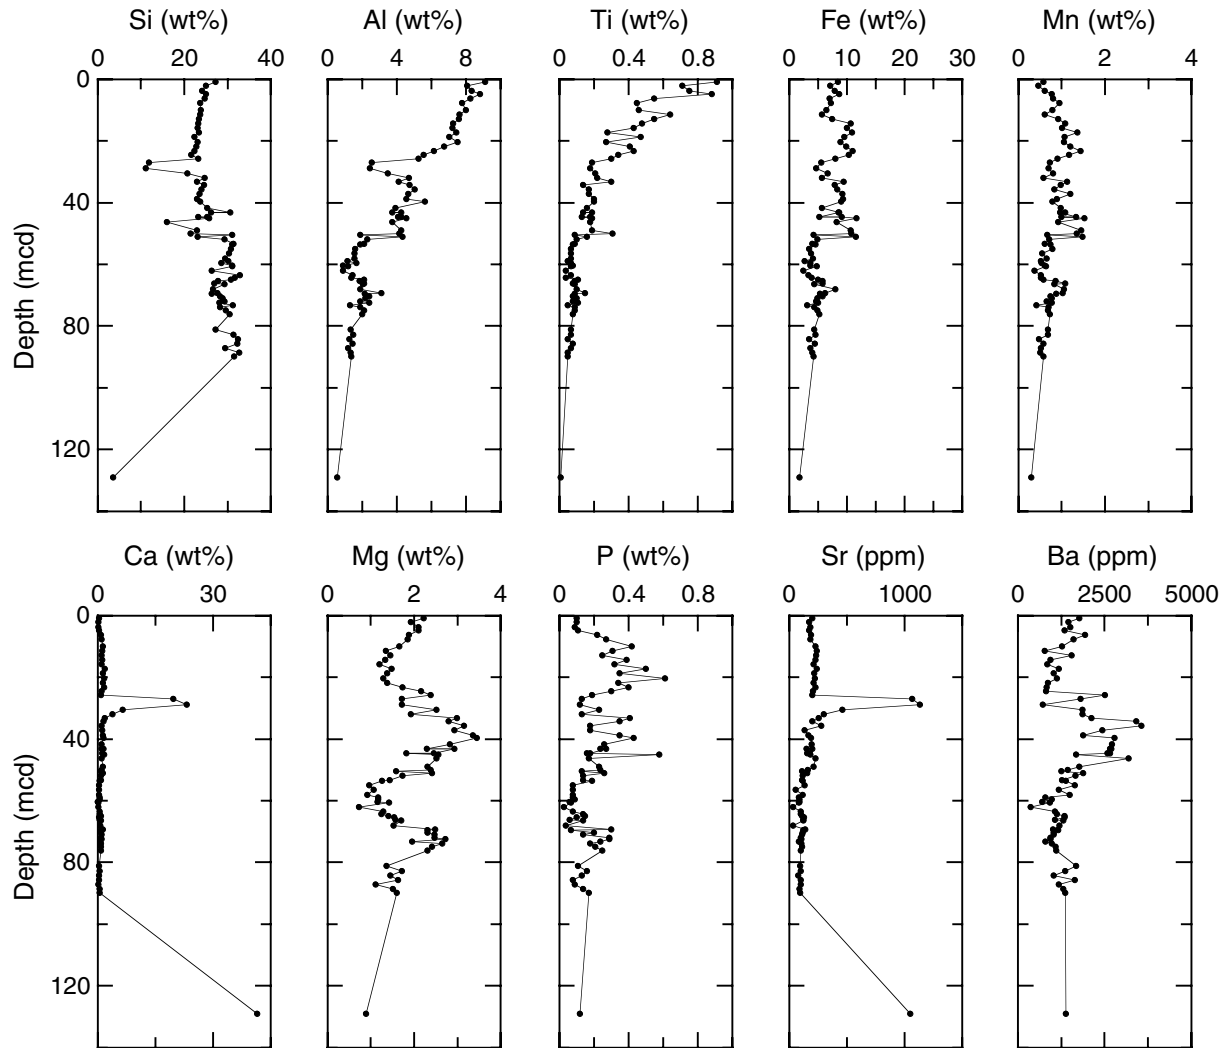 Si (wt%) Al (wt%) Ti (wt%) Fe (wt%) Mn (wt%)
0 20 40 0 4 8 0 0.4 0.8 0 10 20 30 0 2 4
0
40
80
120
Depth (mcd)
Ca (wt%) Mg (wt%) P (wt%) Sr (ppm) Ba (ppm)
0 30 0 2 4 0 0.4 0.8 0 1000 0 2500 5000
0
40
80
120
Depth (mcd)